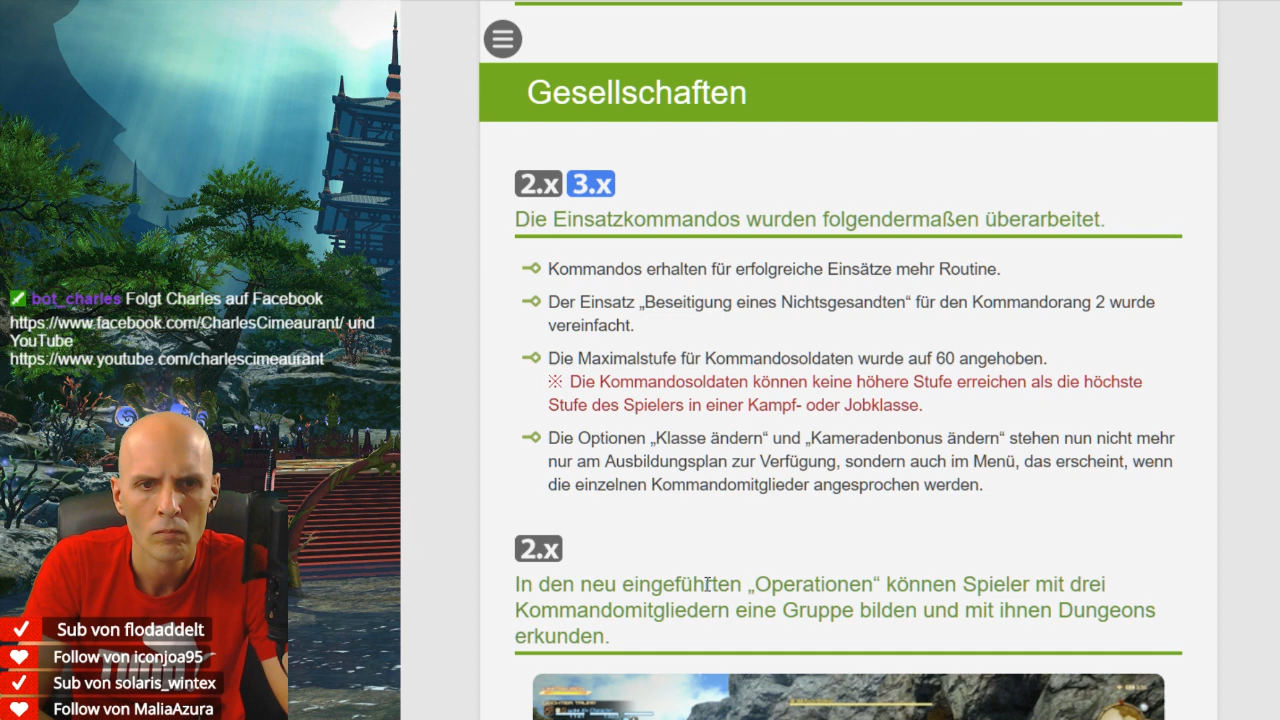 Gesellschaften
2.x 3.x
Die Einsatzkommandos wurden folgendermaßen überarbeitet.
Kommandos erhalten für erfolgreiche Einsätze mehr Routine.
Der Einsatz „Beseitigung eines Nichtsgesandten“ für den Kommandorang 2 wurde
vereinfacht.
Die Maximalstufe für Kommandosoldaten wurde auf 60 angehoben.
※ Die Kommandosoldaten können keine höhere Stufe erreichen als die höchste
Stufe des Spielers in einer Kampf- oder Jobklasse.
Die Optionen „Klasse ändern“ und „Kameradenbonus ändern“ stehen nun nicht mehr
nur am Ausbildungsplan zur Verfügung, sondern auch im Menü, das erscheint, wenn
die einzelnen Kommandomitglieder angesprochen werden.
2.x
In den neu eingeführten „Operationen“ können Spieler mit drei
Kommandomitgliedern eine Gruppe bilden und mit ihnen Dungeons
erkunden.
bot_charles Folgt Charles auf Facebook
https://www.facebook.com/CharlesCimeaurant/ und
YouTube
https://www.youtube.com/charlescimeaurant
Sub von flodaddelt
Follow von iconjoa95
Sub von solaris_wintex
Follow von MaliaAzura